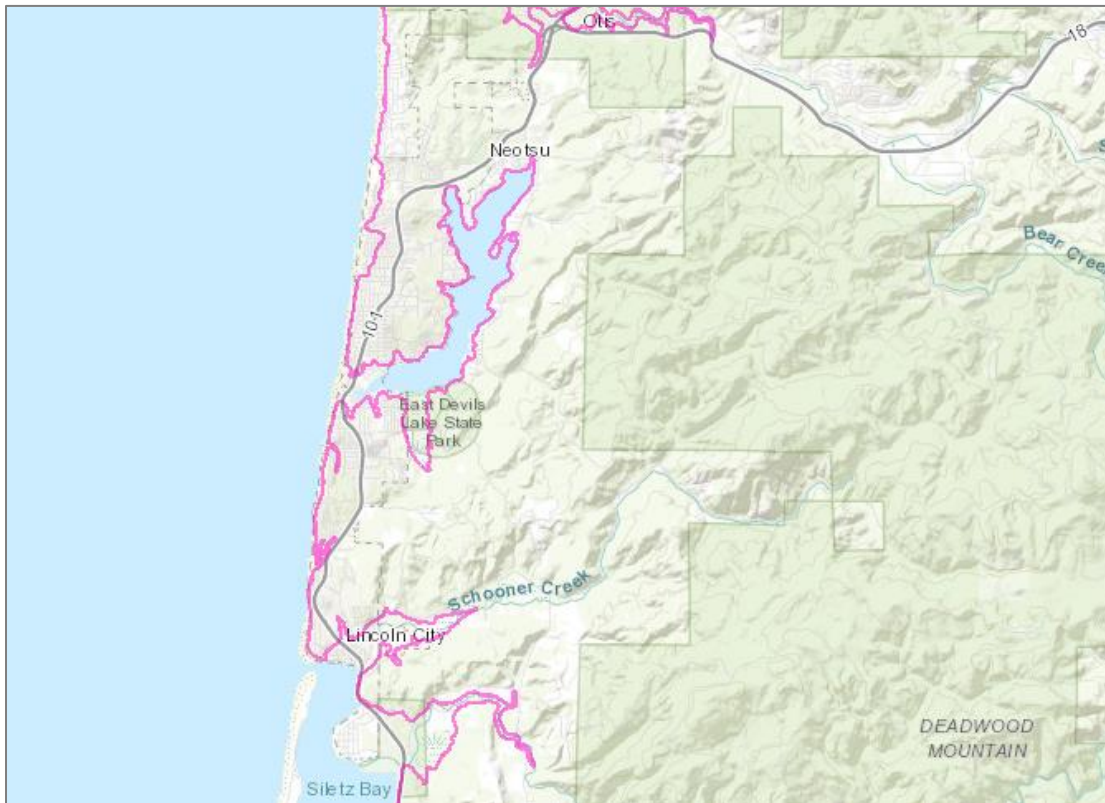 Otis
18
Neotsu
S
Bear Cree
101
East Devils
Lake State
Park
Schooner Creek
Lincoln City
DEADWOOD
MOUNTAIN
Siletz Bay